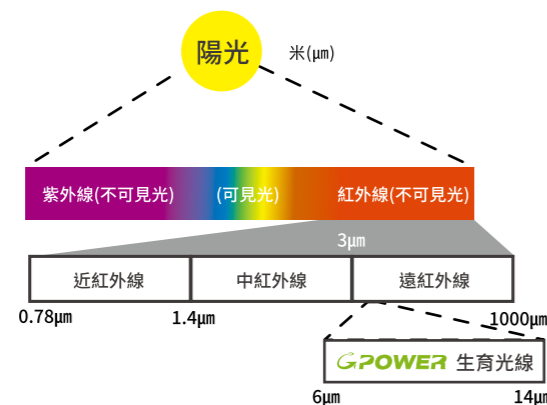 陽光 米(μm)
紫外線(不可見光) (可見光) 紅外線(不可見光)
3μm
近紅外線 中紅外線 遠紅外線
0.78μm 1.4μm 1000μm
GPOWER 生育光線
6μm 14μm